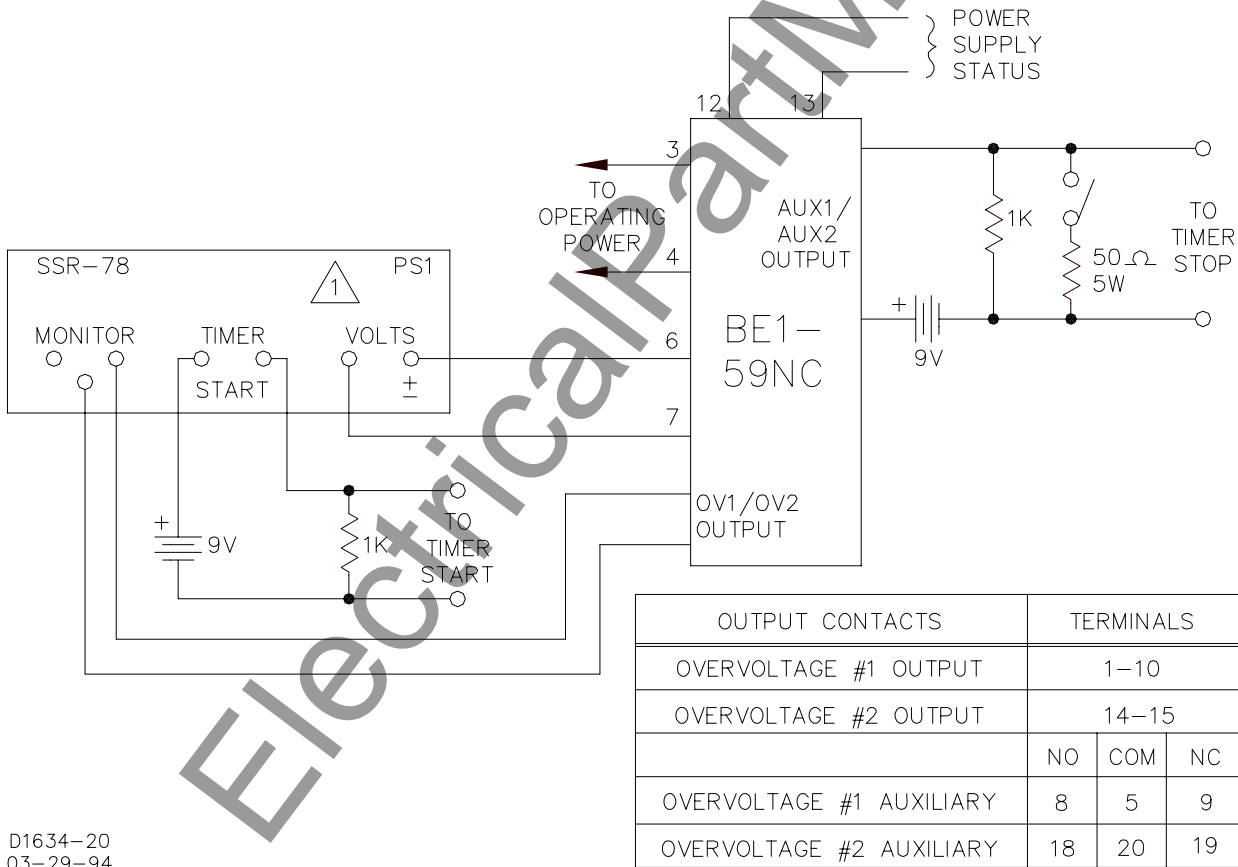 POWER
SUPPLY
STATUS
12
13
3
TO
OPERATING
POWER
4
AUX1/
AUX2
OUTPUT
1K
50 Ω
5W
TO
TIMER
STOP
SSR-78
1
PS1
MONITOR
TIMER
VOLTS
START
±
6
BE1-
59NC
+
9V
7
OV1/OV2
OUTPUT
+
9V
1K
TO
TIMER
START
OUTPUT CONTACTS TERMINALS
OVERVOLTAGE #1 OUTPUT 1-10
OVERVOLTAGE #2 OUTPUT 14-15
NO COM NC
OVERVOLTAGE #1 AUXILIARY 8 5 9
OVERVOLTAGE #2 AUXILIARY 18 20 19
D1634-20
03-29-94